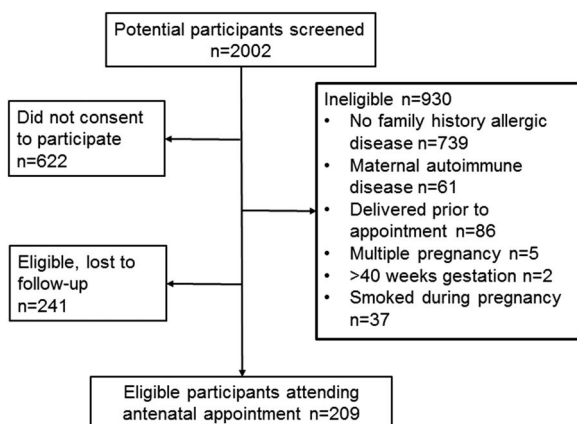 Potential participants screened
n=2002
Did not consent
to participate
n=622
Ineligible n=930
• No family history allergic
disease n=739
• Maternal autoimmune
disease n=61
• Delivered prior to
appointment n=86
• Multiple pregnancy n=5
• >40 weeks gestation n=2
• Smoked during pregnancy
n=37
Eligible, lost to
follow-up
n=241
Eligible participants attending
antenatal appointment n=209